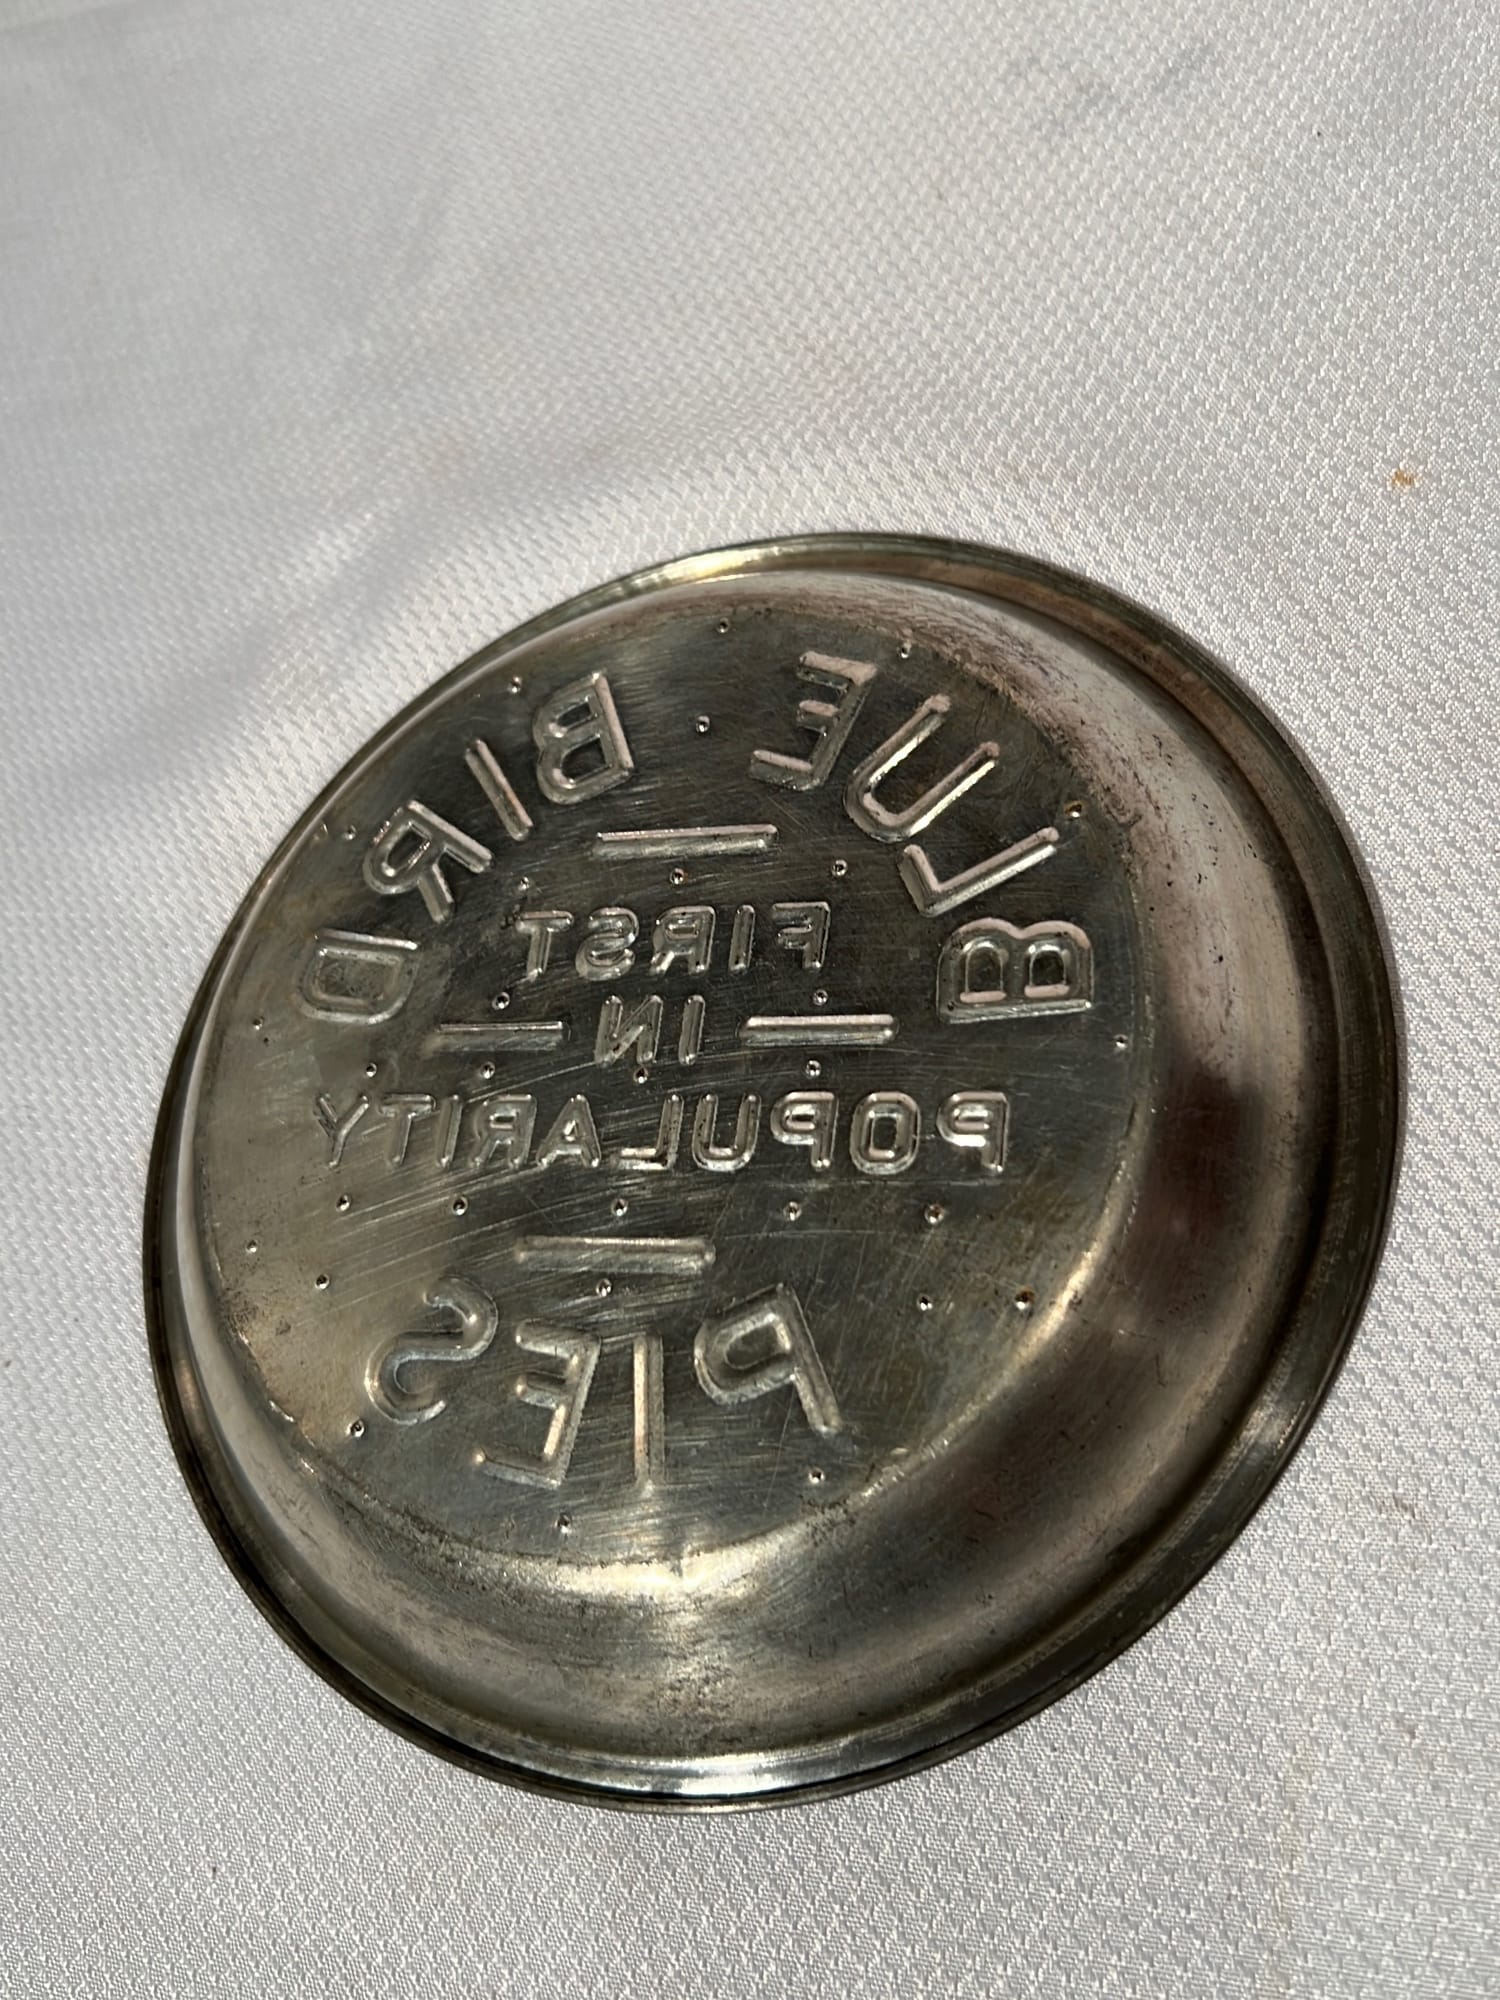 BLUE BIRD
FIRST
IN
POPULARITY
PIES